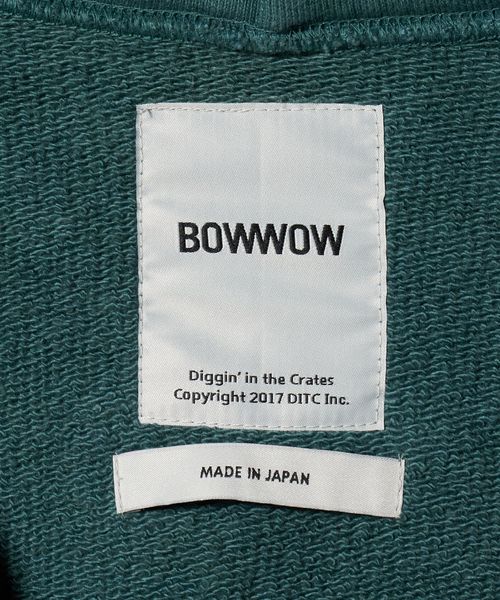 BOWWOW
Diggin' in the Crates
Copyright 2017 DITC Inc.
MADE IN JAPAN